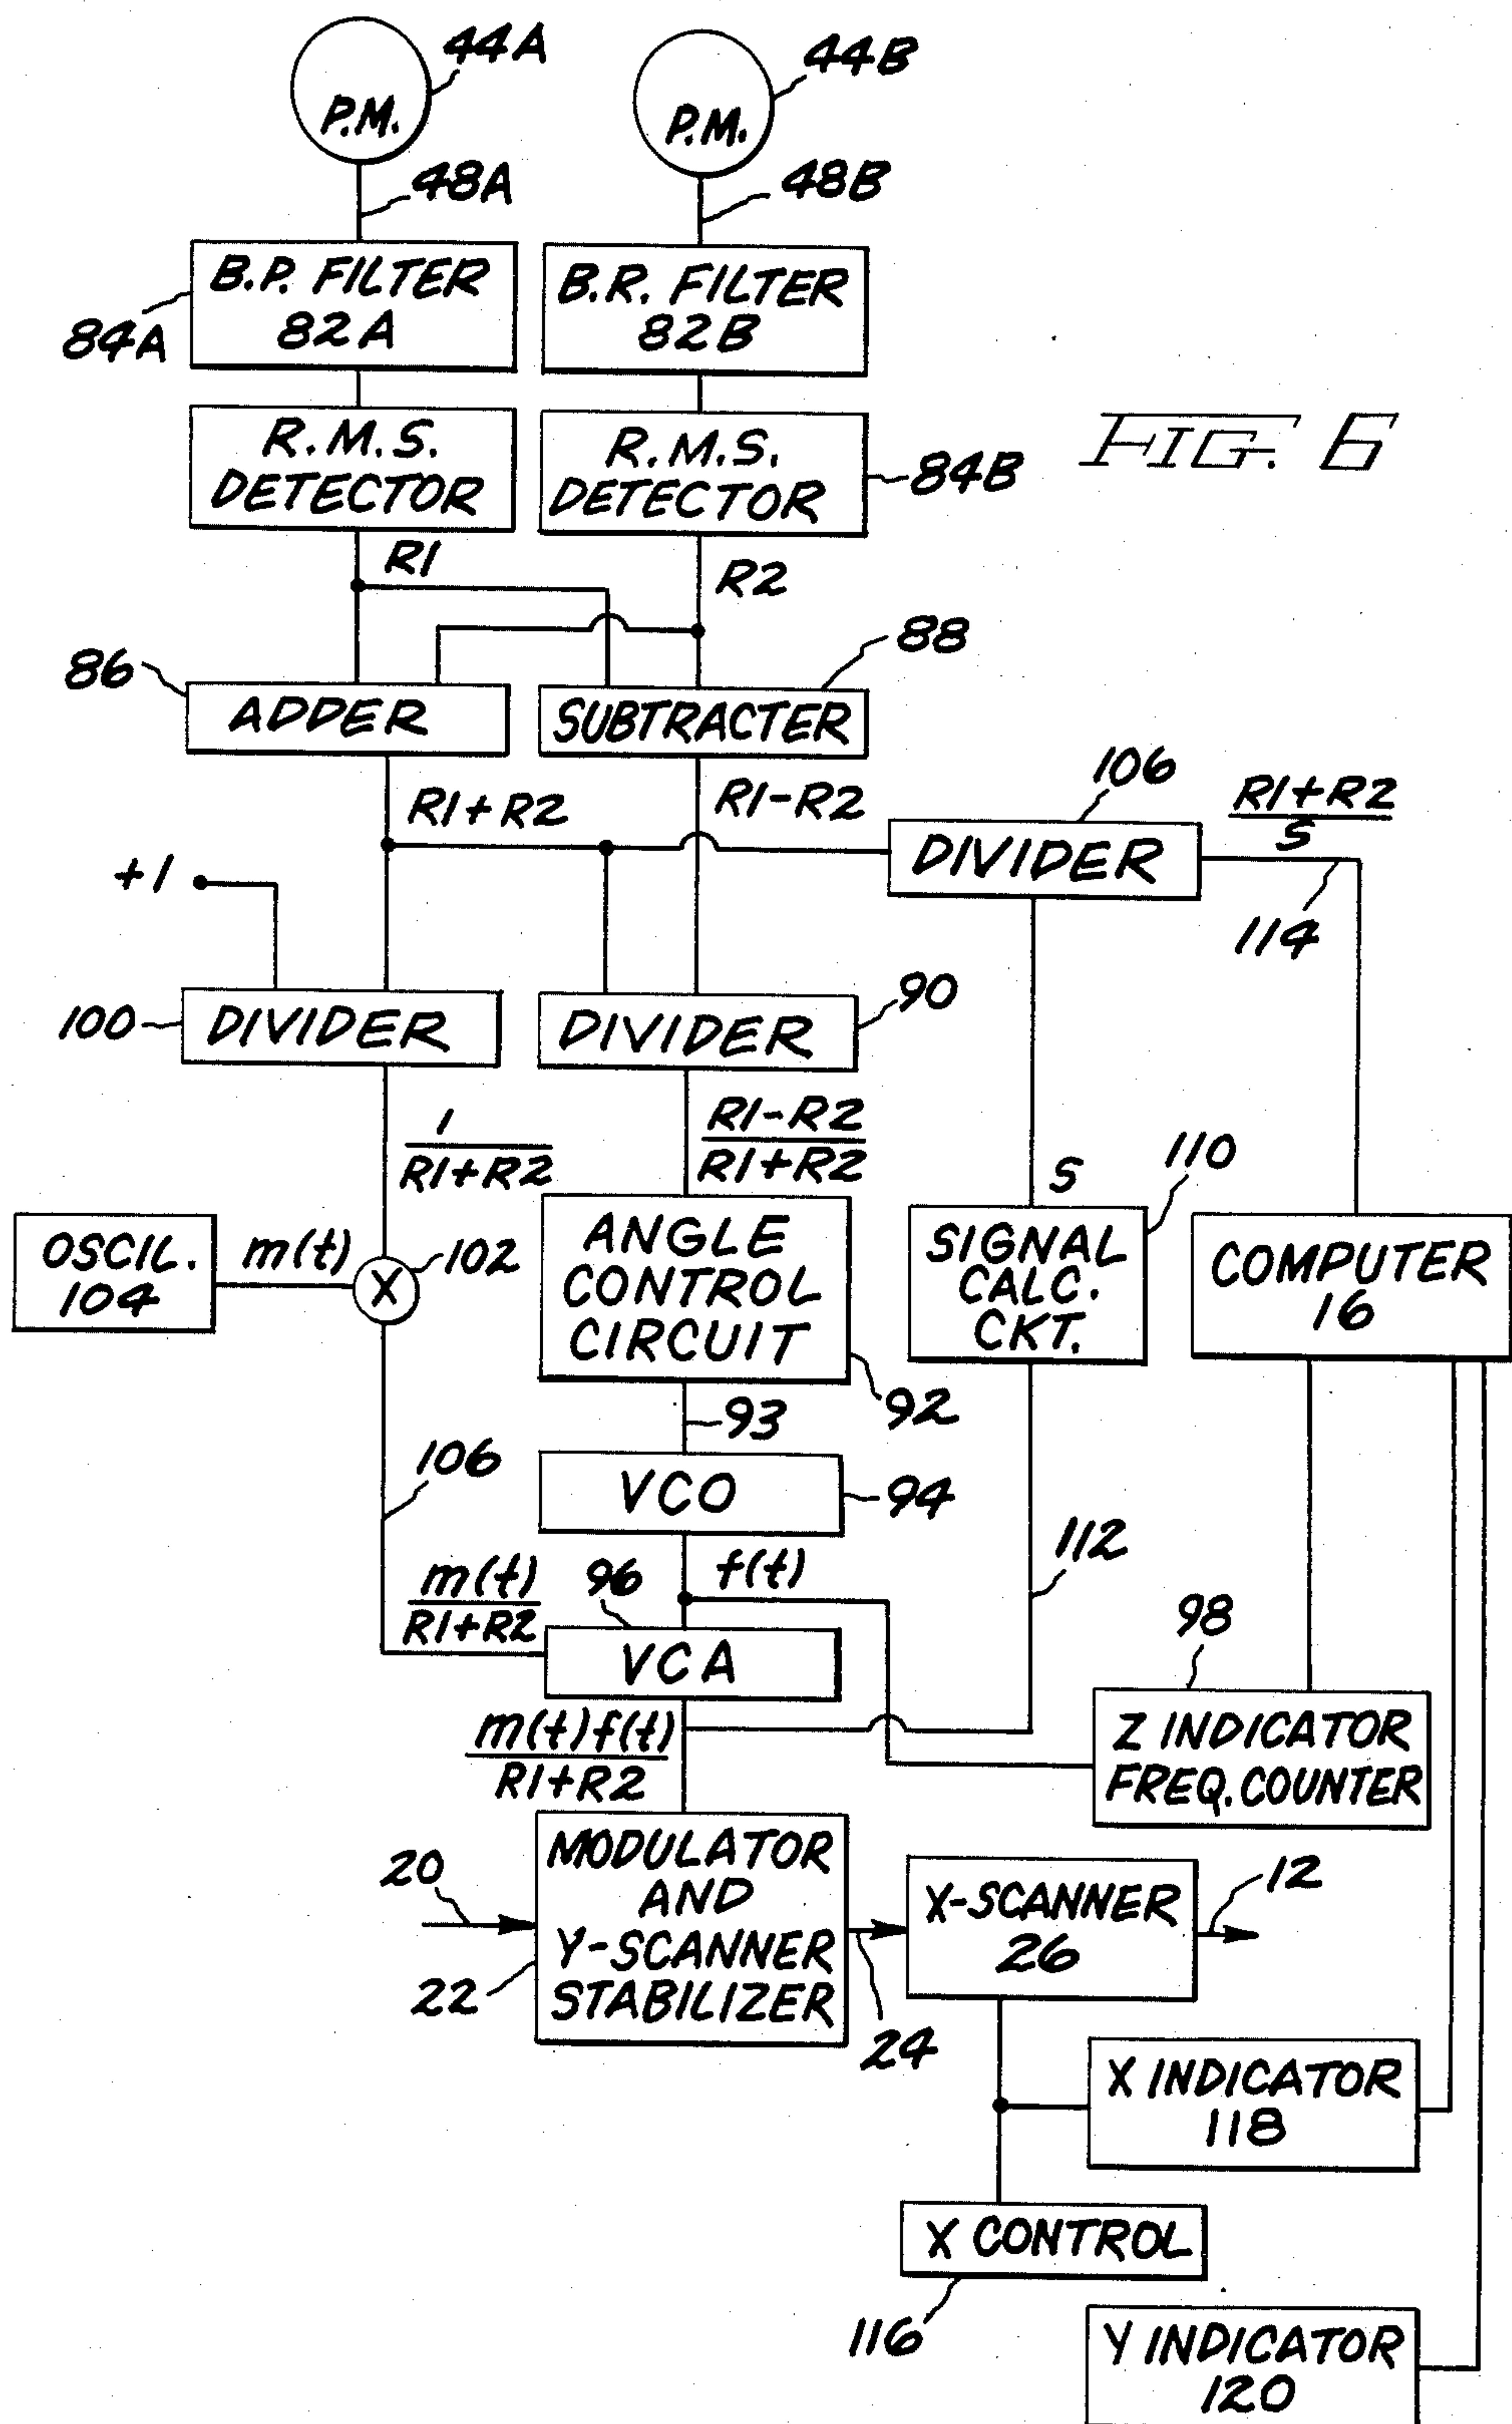 44A
44B
P.M.
P.M.
48A
48B
B.P. FILTER
82A
B.R. FILTER
82B
84A
R.M.S.
DETECTOR
R.M.S.
DETECTOR
84B
FIG. 6
R1
R2
86
88
ADDER
SUBTRACTER
R1+R2
R1-R2
106
R1+R2
S
DIVIDER
+1
114
100
DIVIDER
DIVIDER
90
1
R1+R2
R1-R2
R1+R2
S
110
OSCIL.
104
m(t)
X
102
ANGLE
CONTROL
CIRCUIT
SIGNAL
CALC.
CKT.
COMPUTER
16
92
93
106
VCO
94
112
m(t)
R1+R2
96
f(t)
98
VCA
m(t)f(t)
R1+R2
Z INDICATOR
FREQ. COUNTER
20
MODULATOR
AND
Y-SCANNER
STABILIZER
22
24
X-SCANNER
26
12
X INDICATOR
118
X CONTROL
116
Y INDICATOR
120